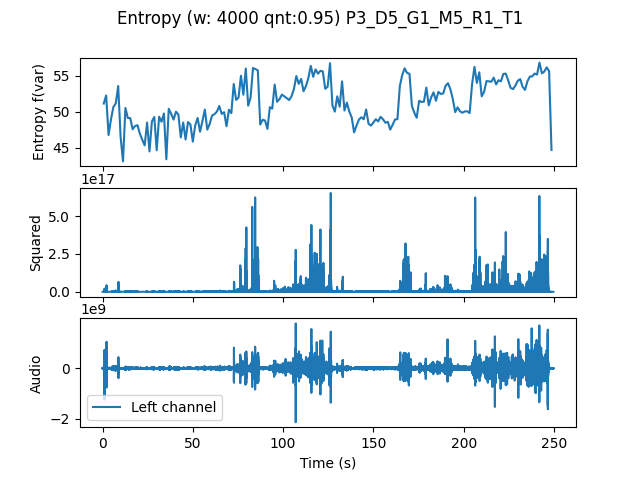 Entropy (w: 4000 qnt:0.95) P3_D5_G1_M5_R1_T1
Entropy f(var)
55
50
45
1e17
Squared
5.0
2.5
0.0
1e9
Audio
0
−2
Left channel
0 50 100 150 200 250
Time (s)